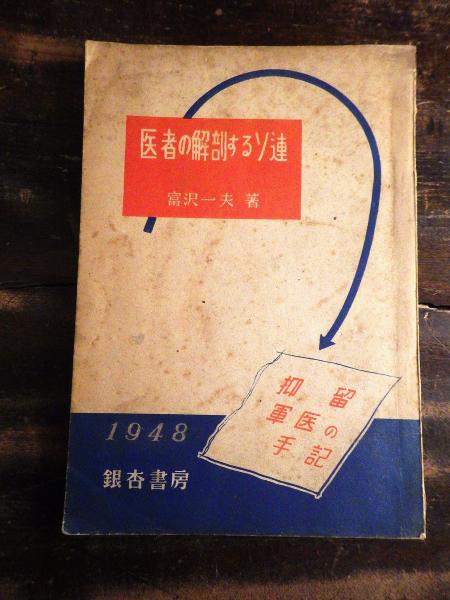 医者の解剖するソ連
富沢一夫 著
抑留
軍医の
手記
1948
銀杏書房